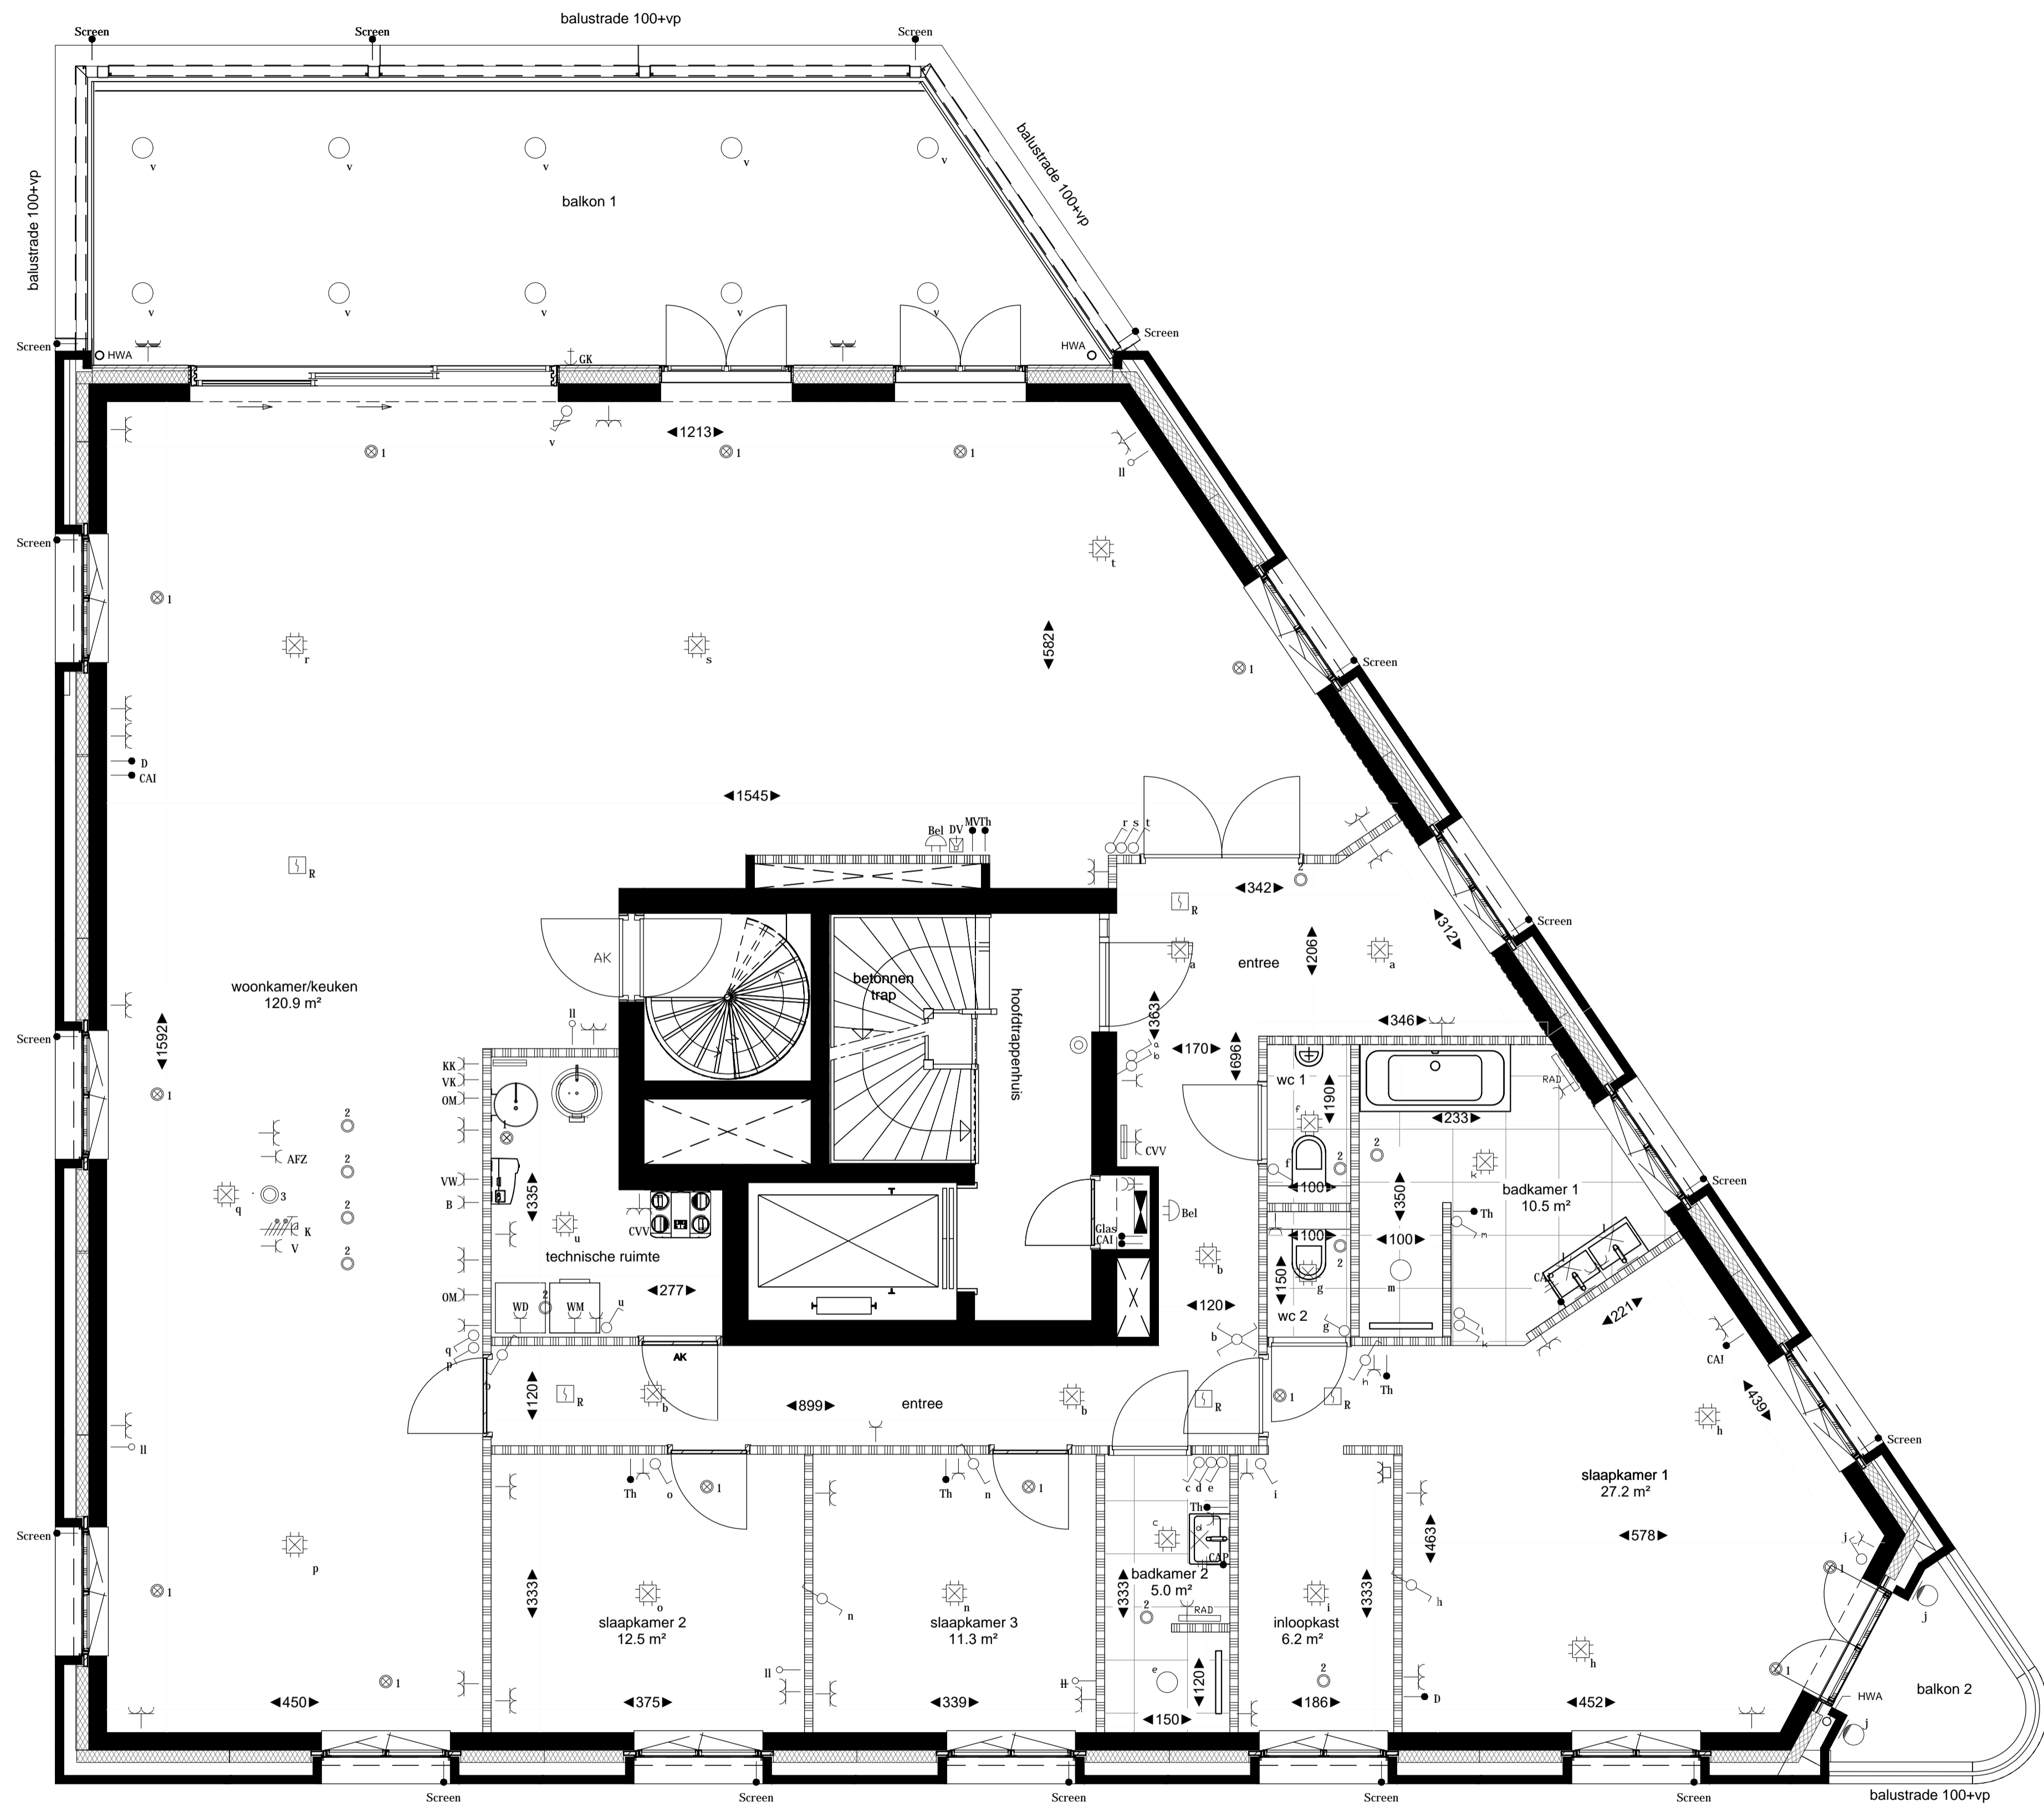 balustrade 100+vp
Screen
Screen
Screen
balustrade 100+vp
balustrade 100+vp
v
v
v
v
v
balkon 1
v
v
v
v
v
Screen
HWA
GK
HWA
Screen
v
1213
1
1
1
ll
Screen
t
1
r
s
582
1
Screen
D
CAI
1545
Bel
DV
MV
Th
r s t
R
2
342
R
312
Screen
AK
betonnen
trap
hoofdtrappenhuis
a
entree
206
a
woonkamer/keuken
120.9 m²
ll
363
346
Screen
1592
170
696
a
b
KK
VK
OM
wc 1
190
RAD
1
1
f
233
2
AFZ
2
CVV
2
2
k
3
q
VW
335
f
100
350
badkamer 1
10.5 m²
Screen
2
K
B
u
CVV
Bel
Th
m
V
Glas
CAI
100
100
2
technische ruimte
b
2
l
l
150
g
m
CAP
OM
WD
2
WM
u
277
120
wc 2
g
221
q
p
b
l
k
AK
h
Th
CAI
120
R
b
899
entree
b
R
1
R
439
h
ll
Screen
Th
o
1
Th
n
1
c d e
i
slaapkamer 1
27.2 m²
Th
Screen
c
d
463
578
j
p
CAP
1
badkamer 2
5.0 m²
1
333
o
n
n
333
2
RAD
i
333
h
j
slaapkamer 2
12.5 m²
slaapkamer 3
11.3 m²
inloopkast
6.2 m²
h
1
ll
ll
e
120
2
D
1
balkon 2
450
375
339
150
186
452
HWA
j
Screen
Screen
Screen
Screen
Screen
balustrade 100+vp